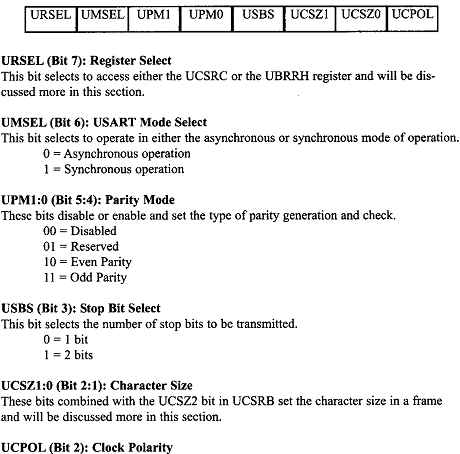 URSEL UMSEL UPM1 UPM0 USBS UCSZ1 UCSZ0 UCPOL
URSEL (Bit 7): Register Select
This bit selects to access either the UCSRC or the UBRRH register and will be dis-
cussed more in this section.
UMSEL (Bit 6): USART Mode Select
This bit selects to operate in either the asynchronous or synchronous mode of operation.
0 = Asynchronous operation
1 = Synchronous operation
UPM1:0 (Bit 5:4): Parity Mode
These bits disable or enable and set the type of parity generation and check.
00 = Disabled
01 = Reserved
10 = Even Parity
11 = Odd Parity
USBS (Bit 3): Stop Bit Select
This bit selects the number of stop bits to be transmitted.
0 = 1 bit
1 = 2 bits
UCSZ1:0 (Bit 2:1): Character Size
These bits combined with the UCSZ2 bit in UCSRB set the character size in a frame
and will be discussed more in this section.
UCPOL (Bit 2): Clock Polarity